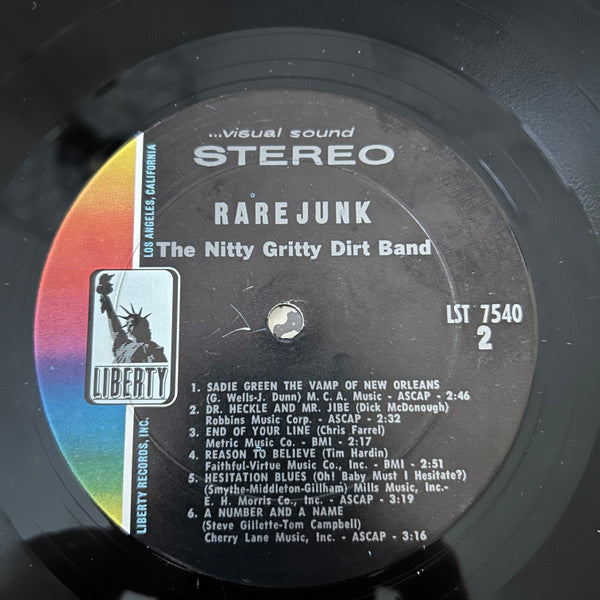 ...visual sound
STEREO
RARE JUNK
The Nitty Gritty Dirt Band
LST 7540
2
LOS ANGELES, CALIFORNIA
LIBERTY
LIBERTY RECORDS, INC.
1. SADIE GREEN THE VAMP OF NEW ORLEANS
(G. Wells-J. Dunn) M. C. A. Music - ASCAP - 2:46
2. DR. HECKLE AND MR. JIBE (Dick McDonough)
Robbins Music Corp. - ASCAP - 2:32
3. END OF YOUR LINE (Chris Farrel)
Metric Music Co. - BMI - 2:17
4. REASON TO BELIEVE (Tim Hardin)
Faithful-Virtue Music Co., Inc. - BMI - 2:51
5. HESITATION BLUES (Oh! Baby Must I Hesitate?)
(Smythe-Middleton-Gillham) Mills Music, Inc.-
E. H. Morris Co., Inc. - ASCAP - 3:19
6. A NUMBER AND A NAME
(Steve Gillette-Tom Campbell)
Cherry Lane Music, Inc. - ASCAP - 3:16